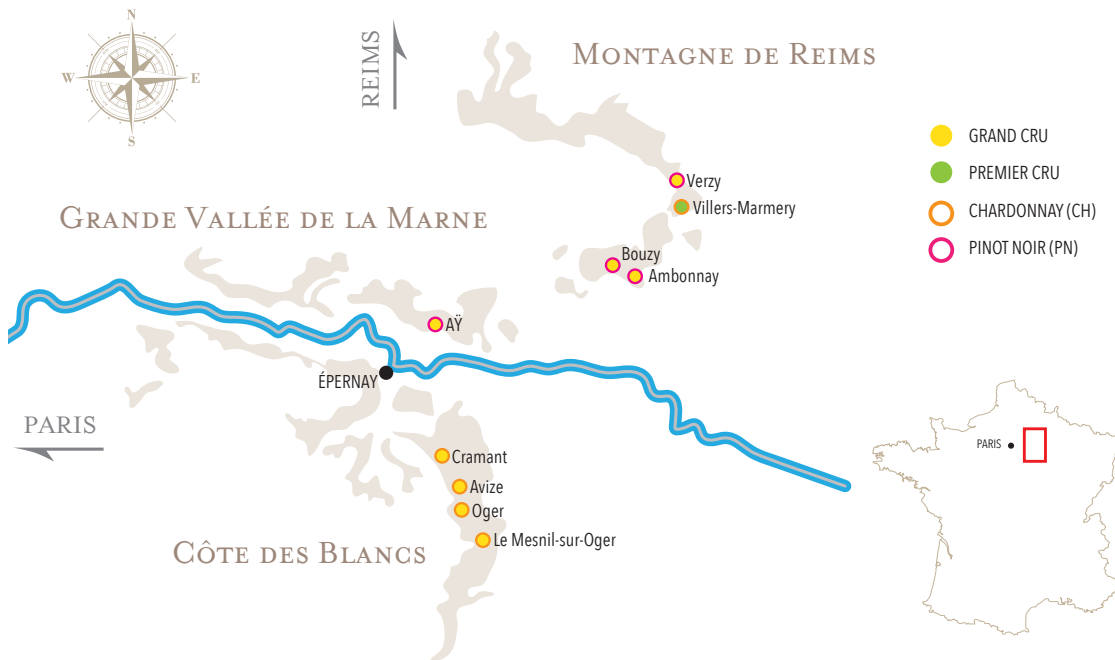 N
W
E
S
REIMS
MONTAGNE DE REIMS
GRAND CRU
PREMIER CRU
CHARDONNAY (CH)
PINOT NOIR (PN)
Verzy
Villers-Marmery
GRANDE VALLÉE DE LA MARNE
Bouzy
Ambonnay
AŸ
ÉPERNAY
PARIS
PARIS
Cramant
Avize
Oger
Le Mesnil-sur-Oger
CÔTE DES BLANCS